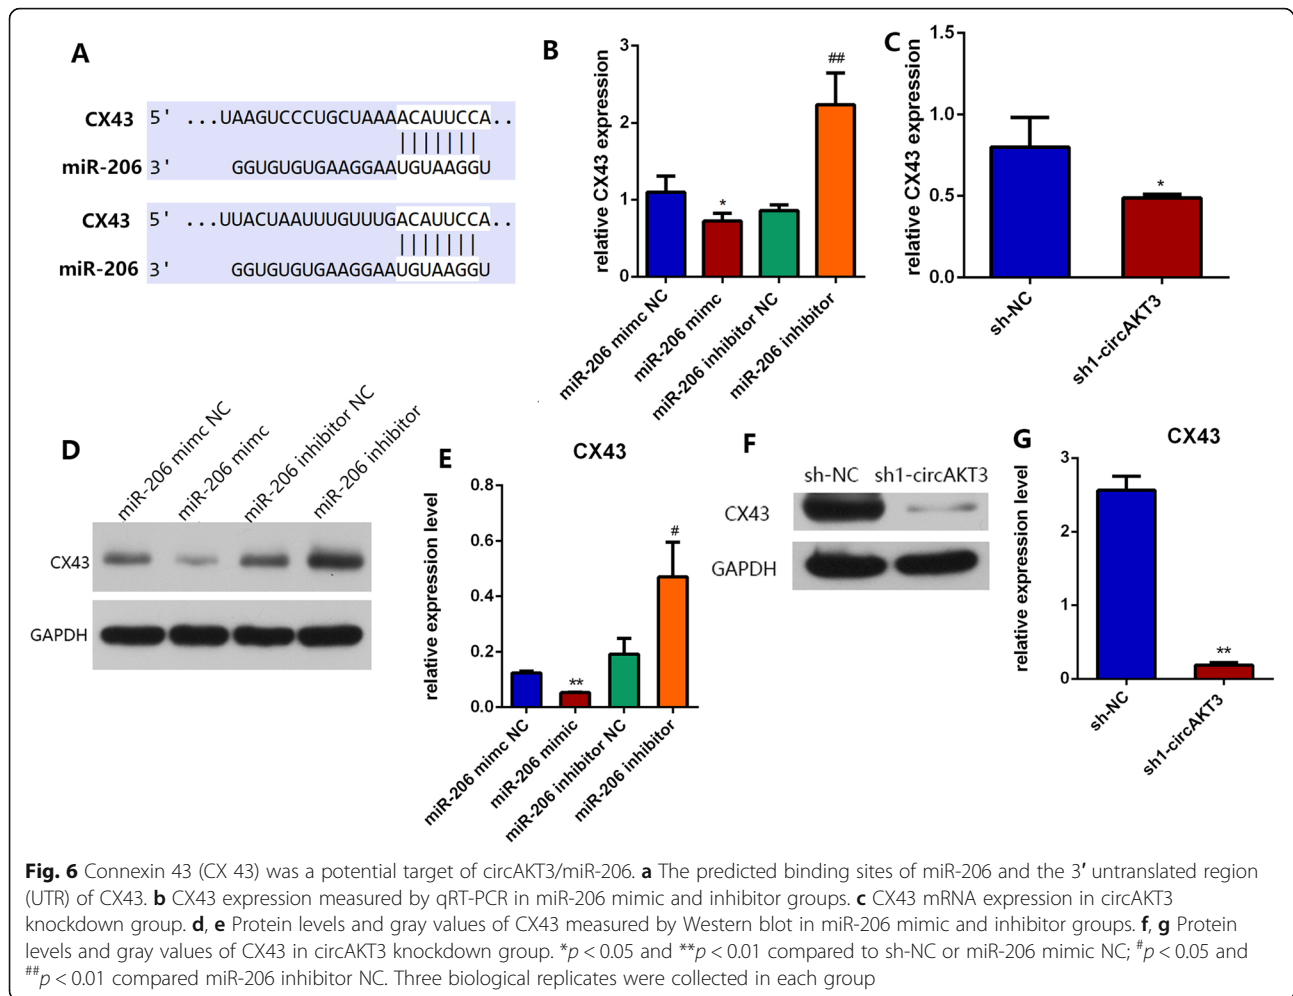 A
CX43 5' ...UAAGUCCCUGCUAAAACAUUCCA..
|||||||
miR-206 3' GGUGUGUGAAGGAAUGUAAGGU
CX43 5' ...UUACUAAUUUGUUUGACAUUCCA..
|||||||
miR-206 3' GGUGUGUGAAGGAAUGUAAGGU
B
relative CX43 expression
3
2
1
0
*
##
miR-206 mimc NC
miR-206 mimc
miR-206 inhibitor NC
miR-206 inhibitor
C
relative CX43 expression
1.5
1.0
0.5
0.0
*
sh-NC
sh1-circAKT3
D
miR-206 mimc NC
miR-206 mimc
miR-206 inhibitor NC
miR-206 inhibitor
CX43
GAPDH
E
CX43
relative expression level
0.8
0.6
0.4
0.2
0.0
**
#
miR-206 mimc NC
miR-206 mimic
miR-206 inhibitor NC
miR-206 inhibitor
F
sh-NC sh1-circAKT3
CX43
GAPDH
G
CX43
relative expression level
3
2
1
0
**
sh-NC
sh1-circAKT3
Fig. 6 Connexin 43 (CX 43) was a potential target of circAKT3/miR-206. a The predicted binding sites of miR-206 and the 3′ untranslated region
(UTR) of CX43. b CX43 expression measured by qRT-PCR in miR-206 mimic and inhibitor groups. c CX43 mRNA expression in circAKT3
knockdown group. d, e Protein levels and gray values of CX43 measured by Western blot in miR-206 mimic and inhibitor groups. f, g Protein
levels and gray values of CX43 in circAKT3 knockdown group. *p < 0.05 and **p < 0.01 compared to sh-NC or miR-206 mimic NC; #p < 0.05 and
##p < 0.01 compared miR-206 inhibitor NC. Three biological replicates were collected in each group